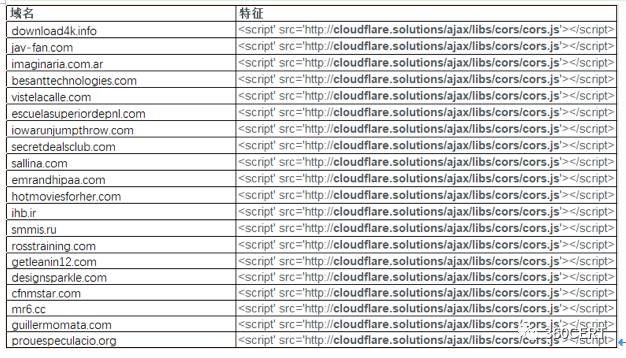 域名 特征
download4k.info <script' src='http://cloudflare.solutions/ajax/libs/cors/cors.js'></script>
jav-fan.com <script' src='http://cloudflare.solutions/ajax/libs/cors/cors.js'></script>
imaginaria.com.ar <script' src='http://cloudflare.solutions/ajax/libs/cors/cors.js'></script>
besanttechnologies.com <script' src='http://cloudflare.solutions/ajax/libs/cors/cors.js'></script>
vistelacalle.com <script' src='http://cloudflare.solutions/ajax/libs/cors/cors.js'></script>
escuelasuperiordepnl.com <script' src='http://cloudflare.solutions/ajax/libs/cors/cors.js'></script>
iowarunjumpthrow.com <script' src='http://cloudflare.solutions/ajax/libs/cors/cors.js'></script>
secretdealsclub.com <script' src='http://cloudflare.solutions/ajax/libs/cors/cors.js'></script>
sallina.com <script' src='http://cloudflare.solutions/ajax/libs/cors/cors.js'></script>
emrandhipaa.com <script' src='http://cloudflare.solutions/ajax/libs/cors/cors.js'></script>
hotmoviesforher.com <script' src='http://cloudflare.solutions/ajax/libs/cors/cors.js'></script>
ihb.ir <script' src='http://cloudflare.solutions/ajax/libs/cors/cors.js'></script>
smmis.ru <script' src='http://cloudflare.solutions/ajax/libs/cors/cors.js'></script>
rosstraining.com <script' src='http://cloudflare.solutions/ajax/libs/cors/cors.js'></script>
getleanin12.com <script' src='http://cloudflare.solutions/ajax/libs/cors/cors.js'></script>
designsparkle.com <script' src='http://cloudflare.solutions/ajax/libs/cors/cors.js'></script>
cfnmstar.com <script' src='http://cloudflare.solutions/ajax/libs/cors/cors.js'></script>
mr6.cc <script' src='http://cloudflare.solutions/ajax/libs/cors/cors.js'></script>
guillermomata.com <script' src='http://cloudflare.solutions/ajax/libs/cors/cors.js'></script>
prouespeculacio.org <script' src='http://cloudflare.solutions/ajax/libs/cors/cors.js'></script>
360CERT